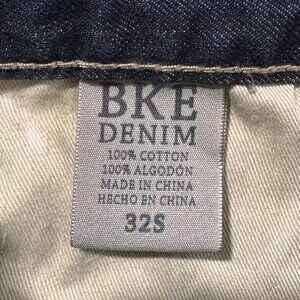 BKE
DENIM
100% COTTON
100% ALGODÓN
MADE IN CHINA
HECHO EN CHINA
32S